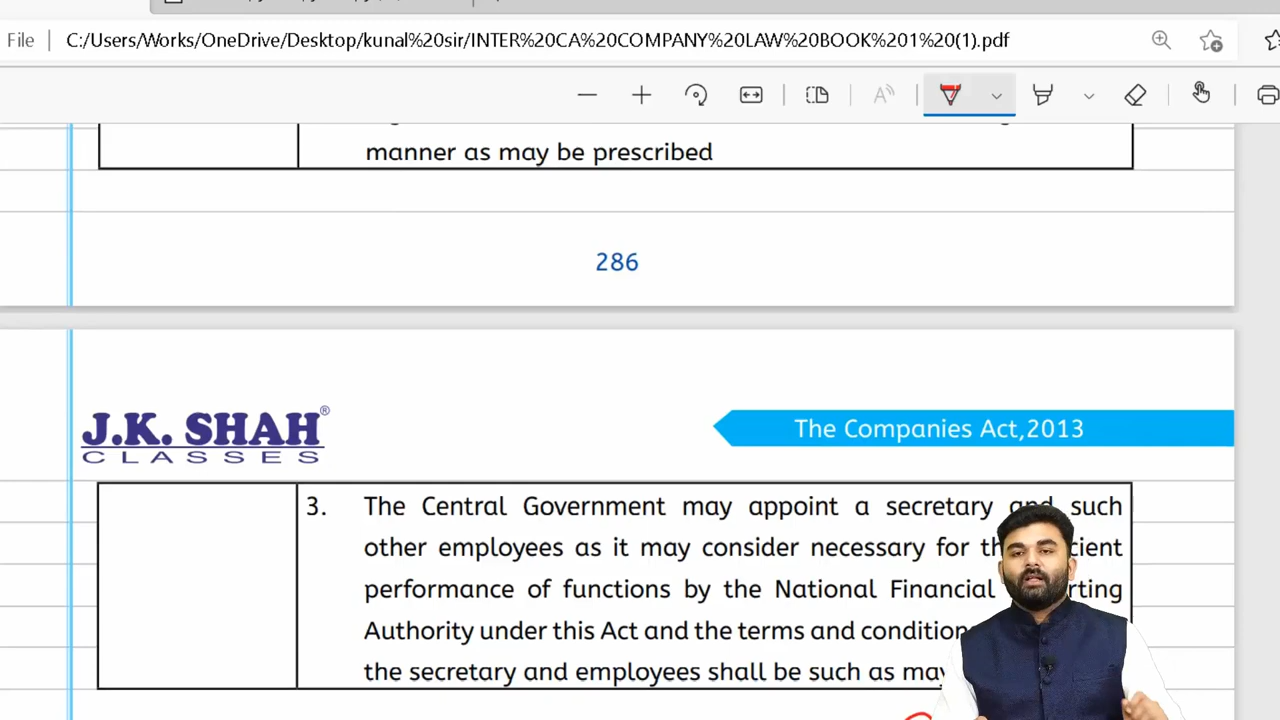 File
C:/Users/Works/OneDrive/Desktop/kunal%20sir/INTER%20CA%20COMPANY%20LAW%20BOOK%201%20(1).pdf
manner as may be prescribed
286
J.K. SHAH®
CLASSES
The Companies Act,2013
3. The Central Government may appoint a secretary and such
other employees as it may consider necessary for
performance of functions by the National Financial
Authority under this Act and the terms and
the secretary and employees shall be such as may